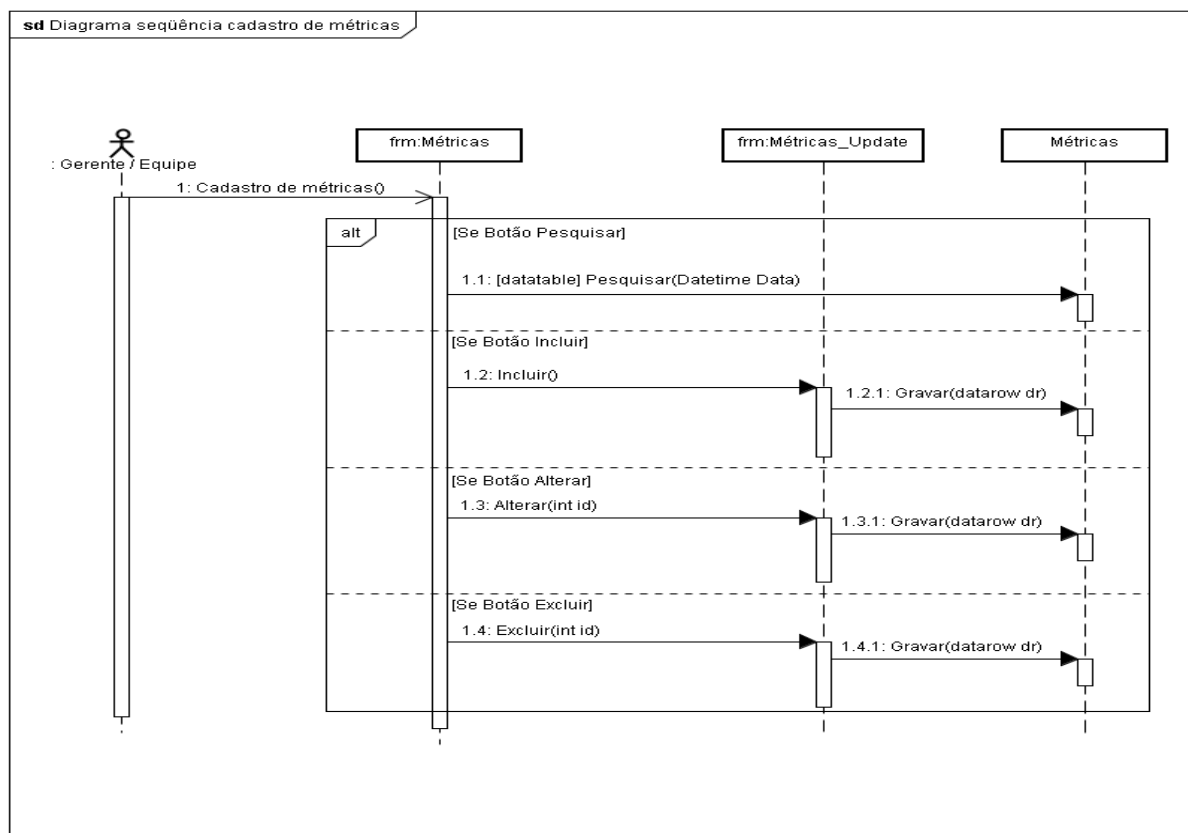 sd Diagrama seqüência cadastro de métricas
: Gerente / Equipe
frm:Métricas
frm:Métricas_Update
Métricas
1: Cadastro de métricas()
alt
[Se Botão Pesquisar]
1.1: [datatable] Pesquisar(Datetime Data)
[Se Botão Incluir]
1.2: Incluir()
1.2.1: Gravar(datarow dr)
[Se Botão Alterar]
1.3: Alterar(int id)
1.3.1: Gravar(datarow dr)
[Se Botão Excluir]
1.4: Excluir(int id)
1.4.1: Gravar(datarow dr)